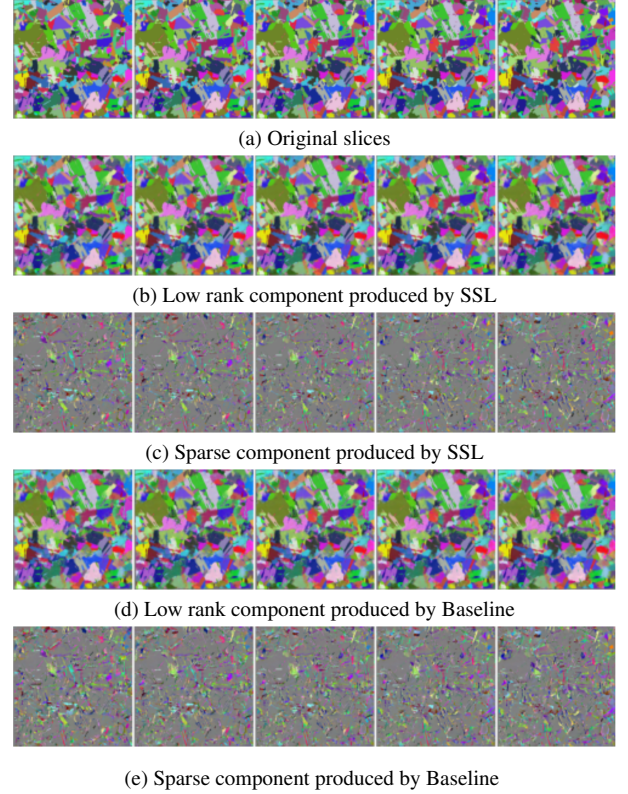 (a) Original slices
(b) Low rank component produced by SSL
(c) Sparse component produced by SSL
(d) Low rank component produced by Baseline
(e) Sparse component produced by Baseline